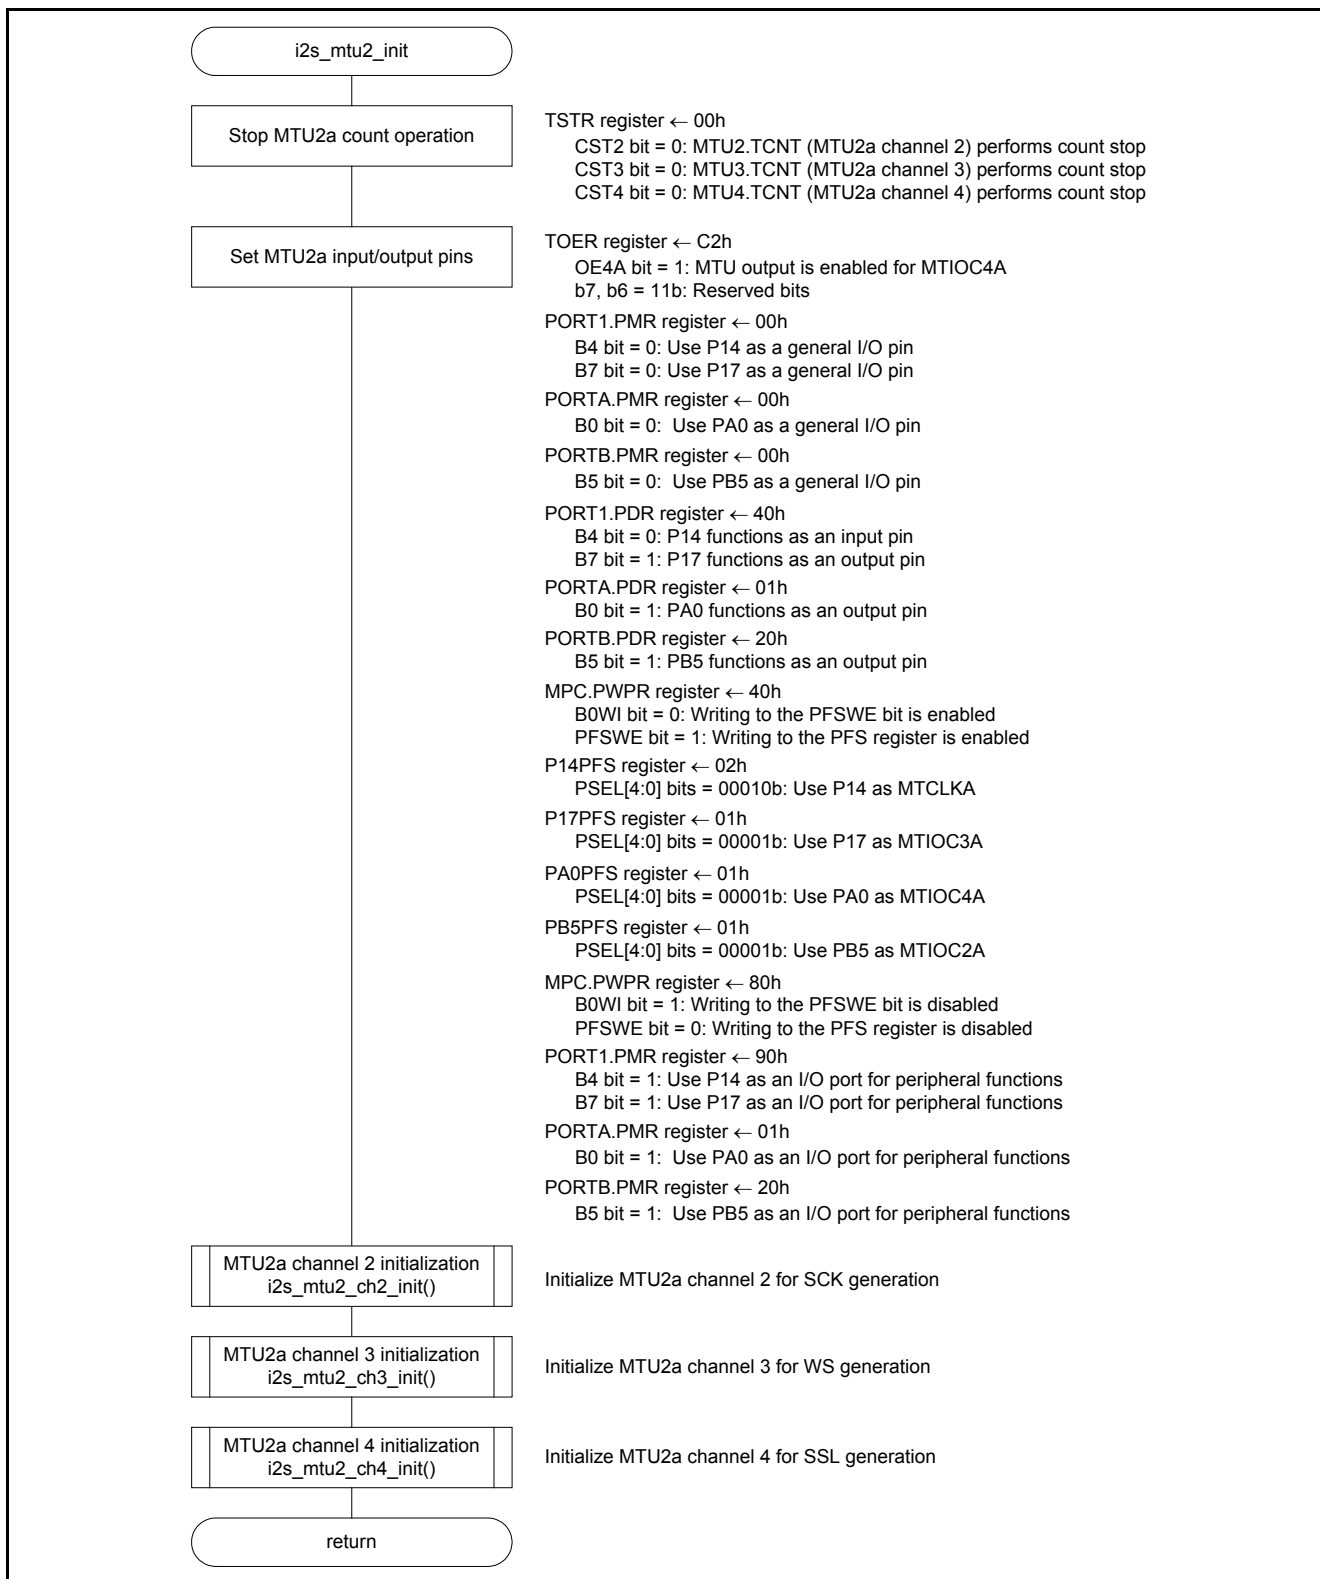 i2s_mtu2_init
Stop MTU2a count operation
TSTR register ← 00h
CST2 bit = 0: MTU2.TCNT (MTU2a channel 2) performs count stop
CST3 bit = 0: MTU3.TCNT (MTU2a channel 3) performs count stop
CST4 bit = 0: MTU4.TCNT (MTU2a channel 4) performs count stop
Set MTU2a input/output pins
TOER register ← C2h
OE4A bit = 1: MTU output is enabled for MTIOC4A
b7, b6 = 11b: Reserved bits
PORT1.PMR register ← 00h
B4 bit = 0: Use P14 as a general I/O pin
B7 bit = 0: Use P17 as a general I/O pin
PORTA.PMR register ← 00h
B0 bit = 0:  Use PA0 as a general I/O pin
PORTB.PMR register ← 00h
B5 bit = 0:  Use PB5 as a general I/O pin
PORT1.PDR register ← 40h
B4 bit = 0: P14 functions as an input pin
B7 bit = 1: P17 functions as an output pin
PORTA.PDR register ← 01h
B0 bit = 1: PA0 functions as an output pin
PORTB.PDR register ← 20h
B5 bit = 1: PB5 functions as an output pin
MPC.PWPR register ← 40h
B0WI bit = 0: Writing to the PFSWE bit is enabled
PFSWE bit = 1: Writing to the PFS register is enabled
P14PFS register ← 02h
PSEL[4:0] bits = 00010b: Use P14 as MTCLKA
P17PFS register ← 01h
PSEL[4:0] bits = 00001b: Use P17 as MTIOC3A
PA0PFS register ← 01h
PSEL[4:0] bits = 00001b: Use PA0 as MTIOC4A
PB5PFS register ← 01h
PSEL[4:0] bits = 00001b: Use PB5 as MTIOC2A
MPC.PWPR register ← 80h
B0WI bit = 1: Writing to the PFSWE bit is disabled
PFSWE bit = 0: Writing to the PFS register is disabled
PORT1.PMR register ← 90h
B4 bit = 1: Use P14 as an I/O port for peripheral functions
B7 bit = 1: Use P17 as an I/O port for peripheral functions
PORTA.PMR register ← 01h
B0 bit = 1:  Use PA0 as an I/O port for peripheral functions
PORTB.PMR register ← 20h
B5 bit = 1:  Use PB5 as an I/O port for peripheral functions
MTU2a channel 2 initialization
i2s_mtu2_ch2_init()
Initialize MTU2a channel 2 for SCK generation
MTU2a channel 3 initialization
i2s_mtu2_ch3_init()
Initialize MTU2a channel 3 for WS generation
MTU2a channel 4 initialization
i2s_mtu2_ch4_init()
Initialize MTU2a channel 4 for SSL generation
return